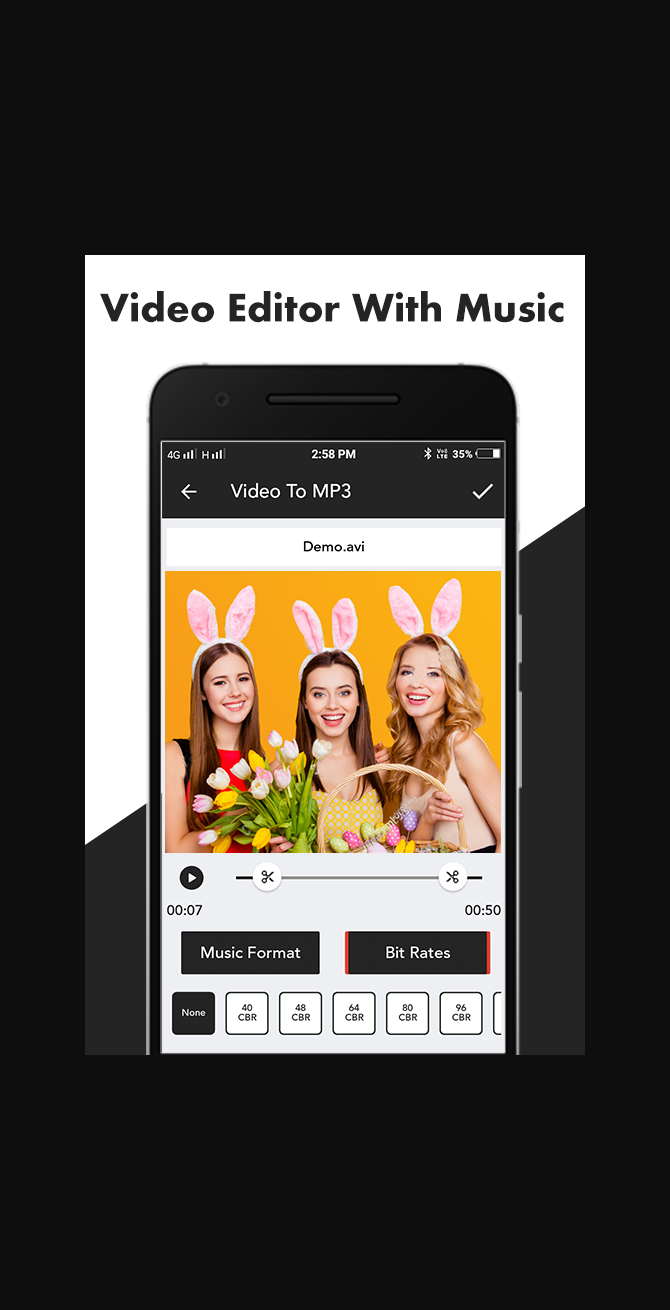 Video Editor With Music
4G H 2:58 PM VoD LTE 35%
Video To MP3
Demo.avi
00:07 00:50
Music Format Bit Rates
None 40 CBR 48 CBR 64 CBR 80 CBR 96 CBR